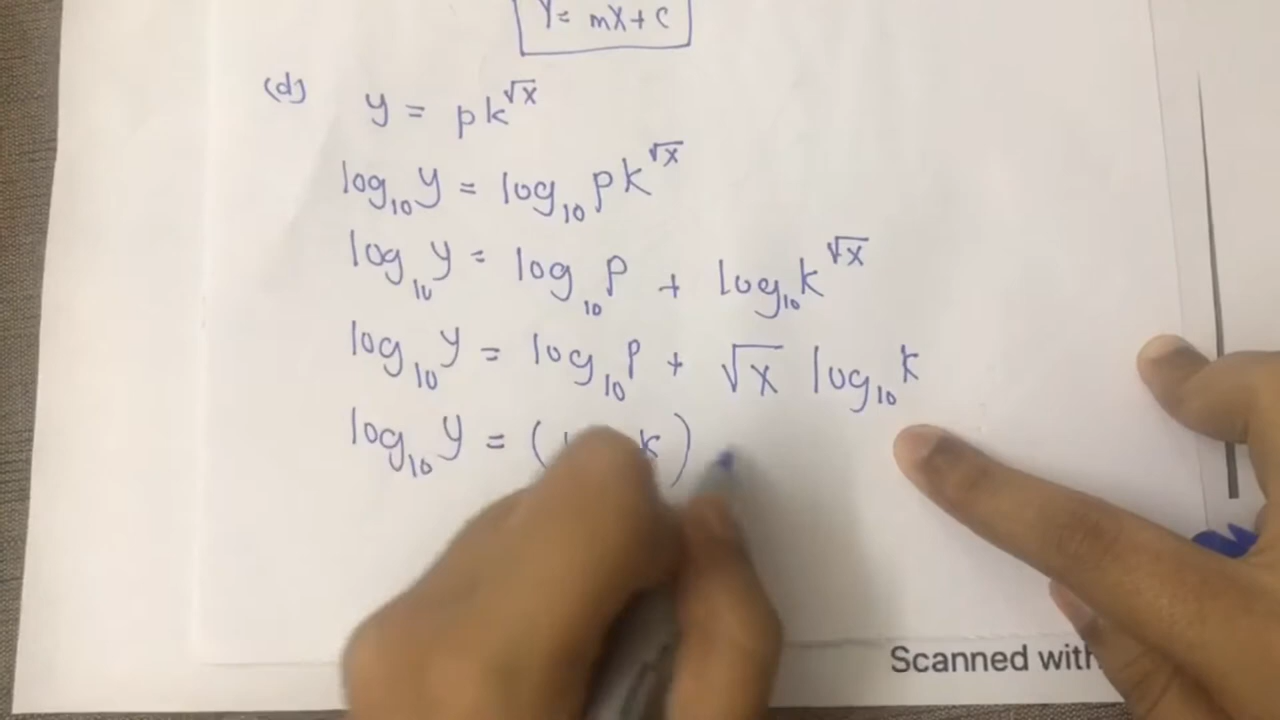 Y = mX + C
(d) y = pk^√x
log₁₀ y = log₁₀ pk^√x
log₁₀ y = log₁₀ p + log₁₀ k^√x
log₁₀ y = log₁₀ p + √x log₁₀ k
log₁₀ y = ( k )
Scanned with